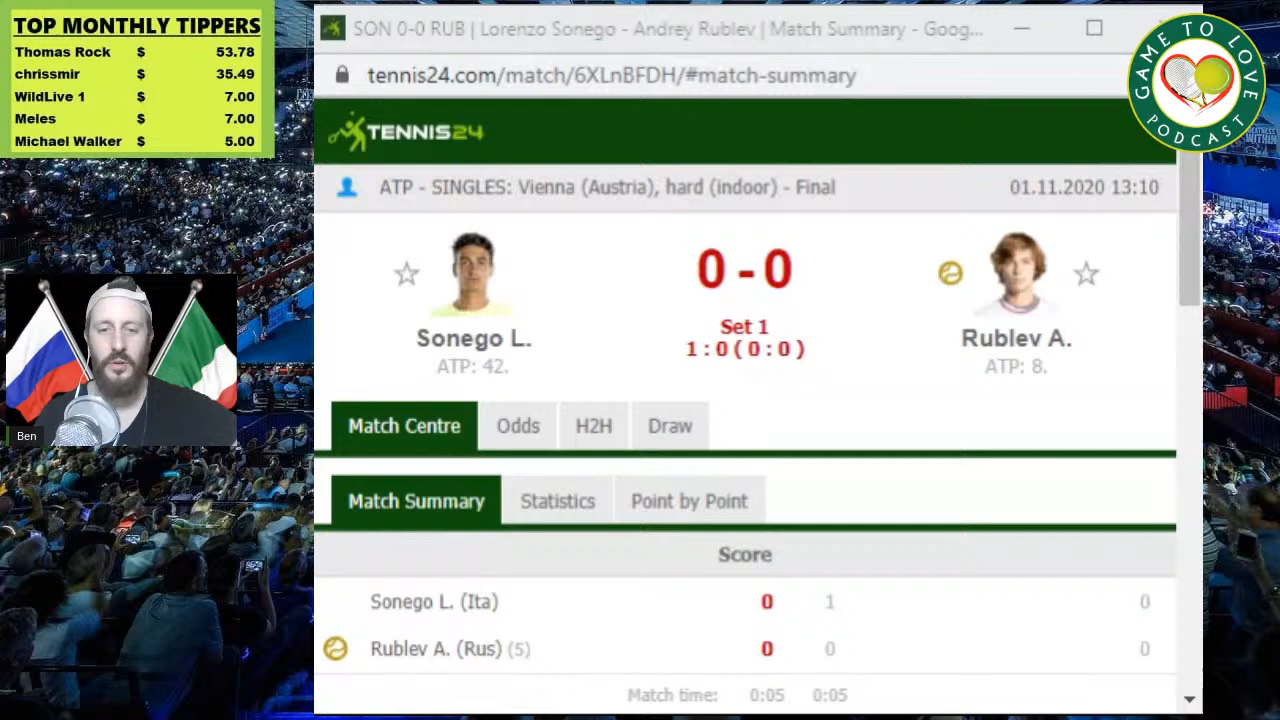 TOP MONTHLY TIPPERS
Thomas Rock $ 53.78
chrissmir $ 35.49
WildLive 1 $ 7.00
Meles $ 7.00
Michael Walker $ 5.00
Ben
SON 0-0 RUB | Lorenzo Sonego - Andrey Rublev | Match Summary - Goog...
tennis24.com/match/6XLnBFDH/#match-summary
GAME TO LOVE
PODCAST
TENNIS24
ATP - SINGLES: Vienna (Austria), hard (indoor) - Final 01.11.2020 13:10
0 - 0
Set 1
1 : 0 ( 0 : 0 )
Sonego L. Rublev A.
ATP: 42. ATP: 8.
Match Centre Odds H2H Draw
Match Summary Statistics Point by Point
Score
Sonego L. (Ita) 0 1 0
Rublev A. (Rus) (5) 0 0 0
Match time: 0:05 0:05